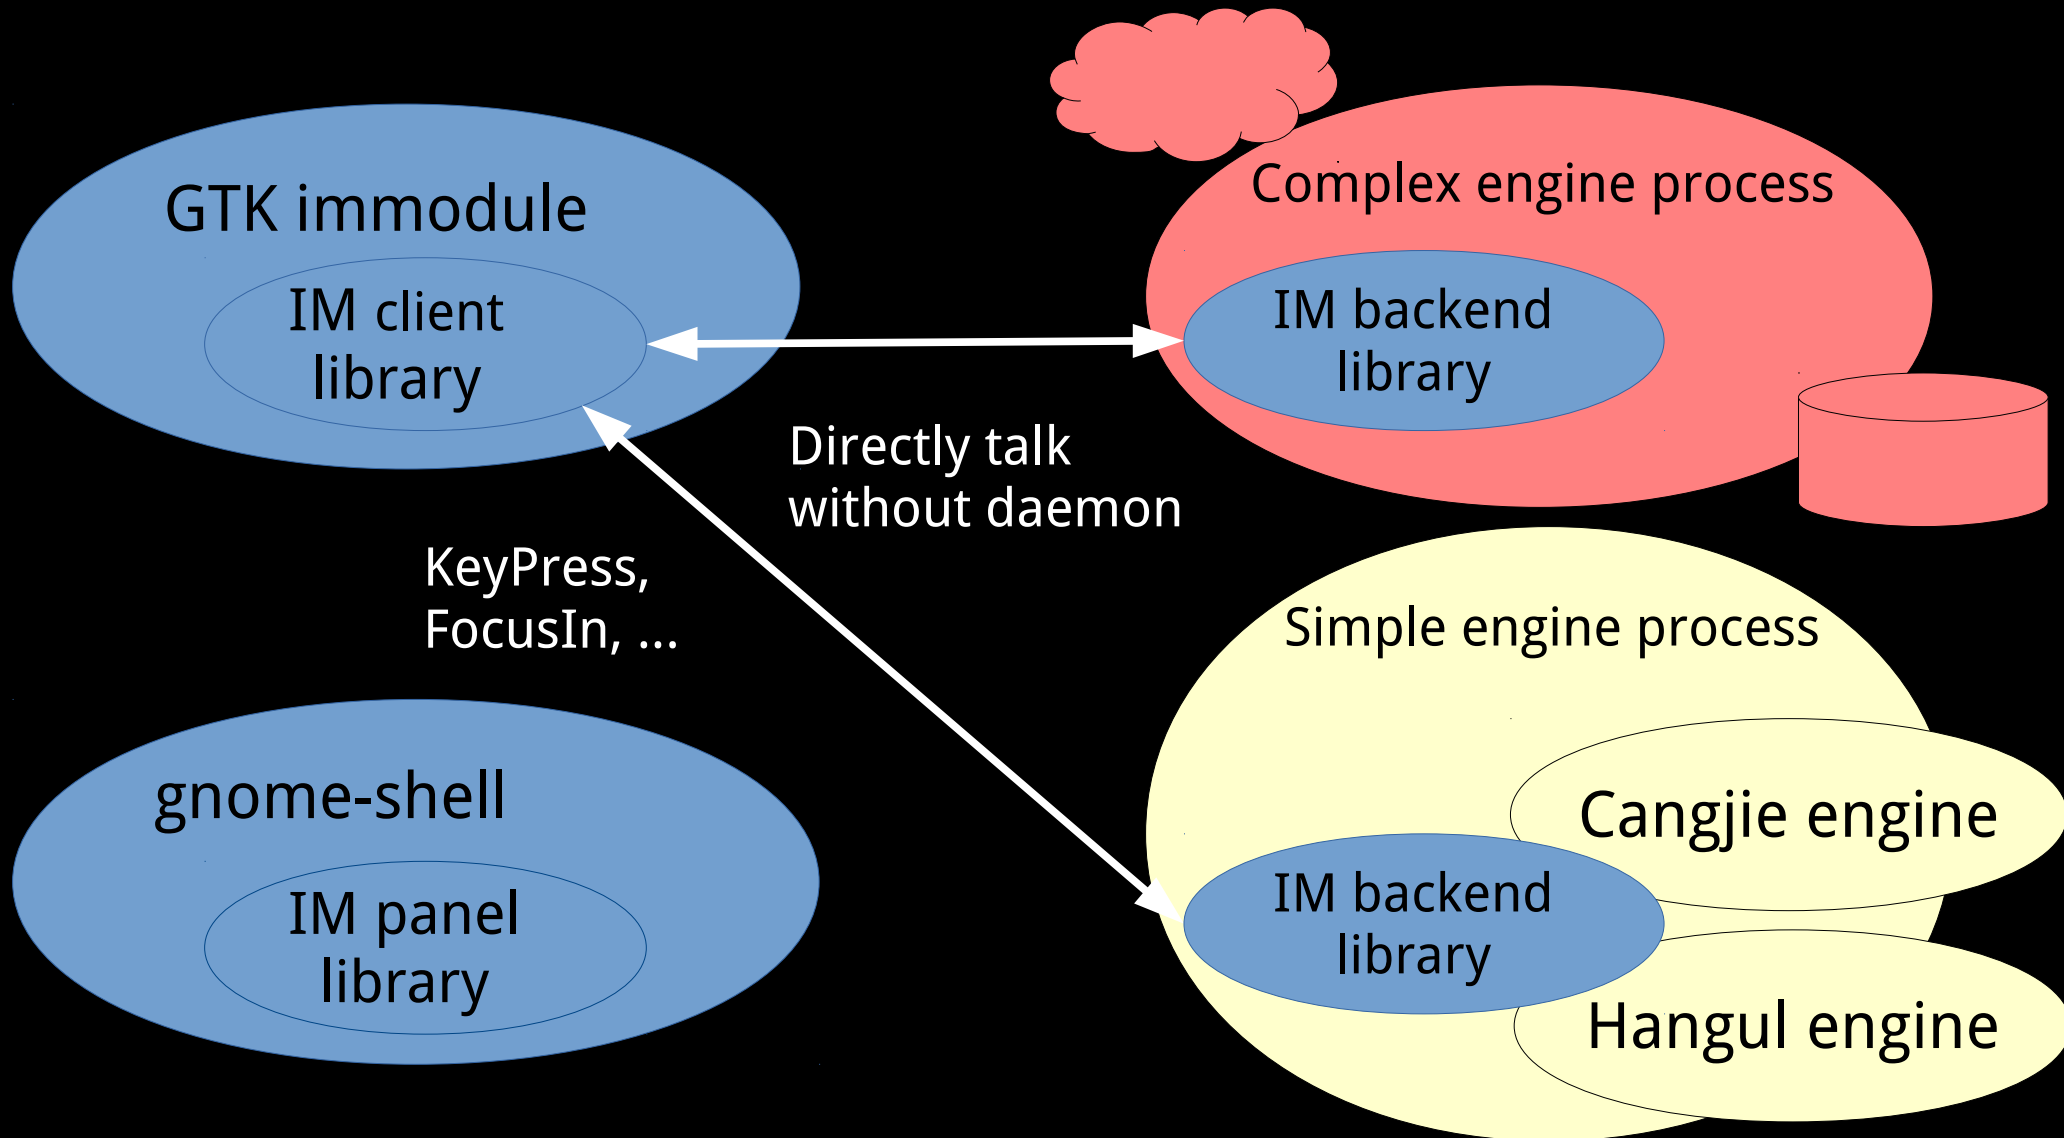 GTK immodule
IM client
library
Complex engine process
IM backend
library
Directly talk
without daemon
KeyPress,
FocusIn, ...
Simple engine process
gnome-shell
IM panel
library
Cangjie engine
IM backend
library
Hangul engine